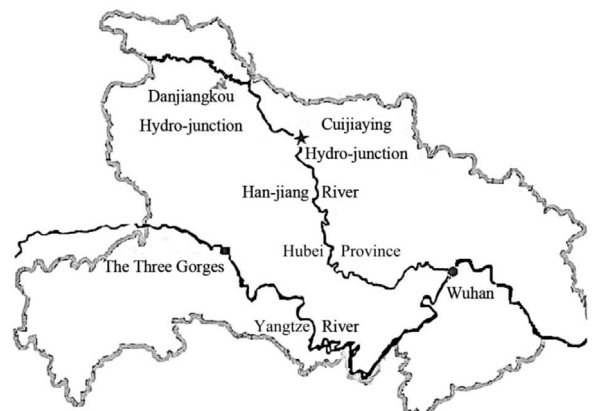 Danjiangkou
Hydro-junction
Cuijiaying
Hydro-junction
Han-jiang River
Hubei Province
The Three Gorges
Wuhan
Yangtze River